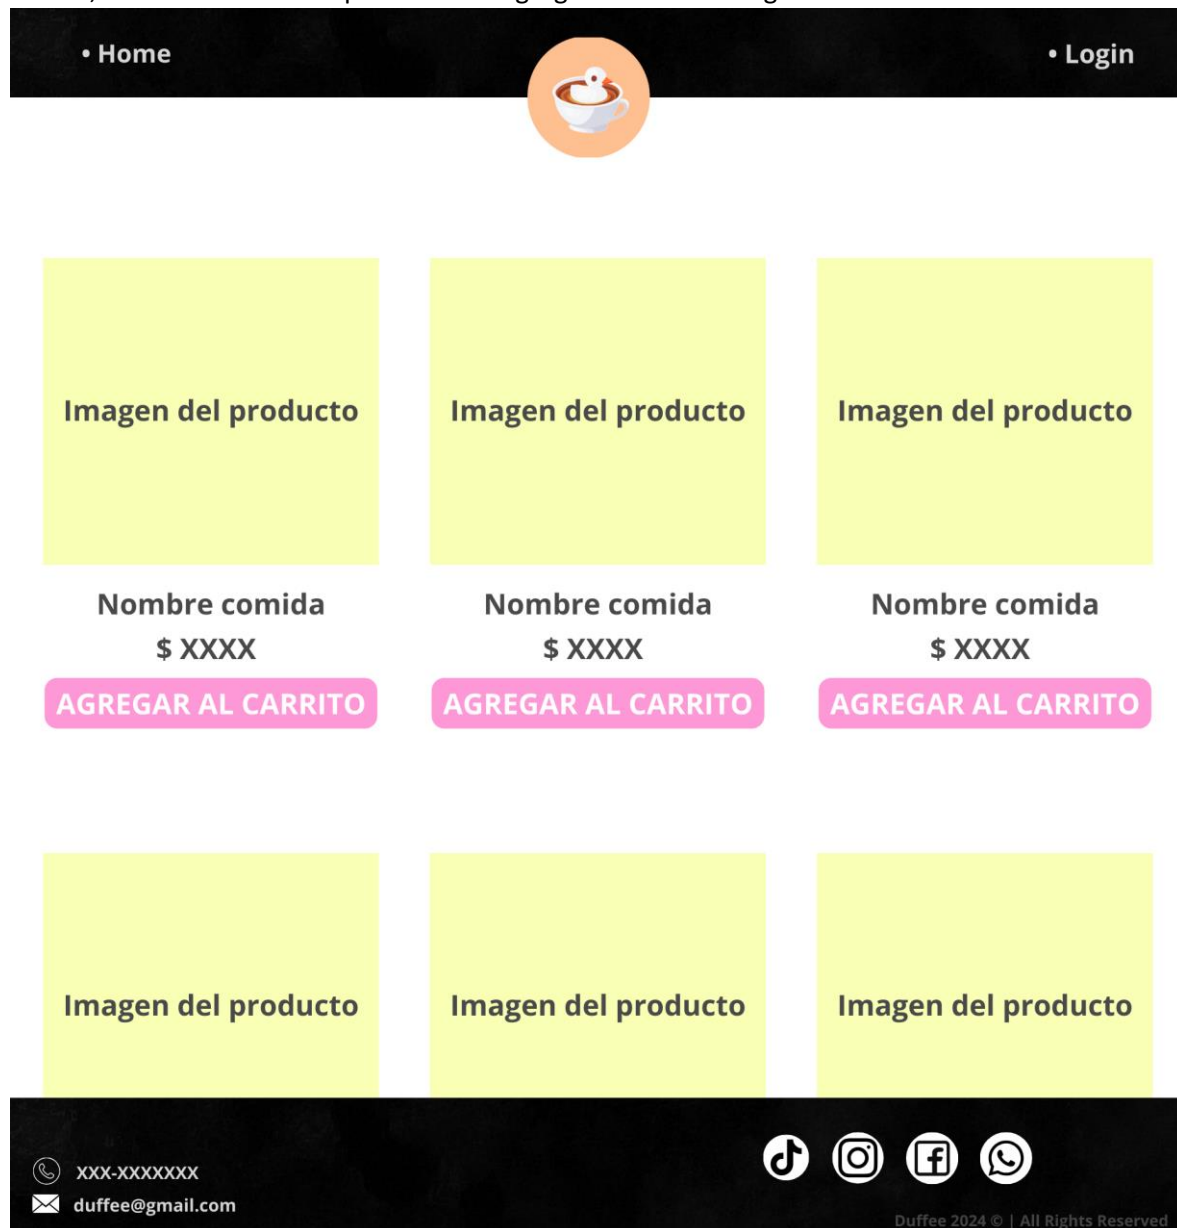 • Home
• Login
Imagen del producto
Imagen del producto
Imagen del producto
Nombre comida
Nombre comida
Nombre comida
$ XXXX
$ XXXX
$ XXXX
AGREGAR AL CARRITO
AGREGAR AL CARRITO
AGREGAR AL CARRITO
Imagen del producto
Imagen del producto
Imagen del producto
XXX-XXXXXXX
duffee@gmail.com
Duffee 2024 © | All Rights Reserved